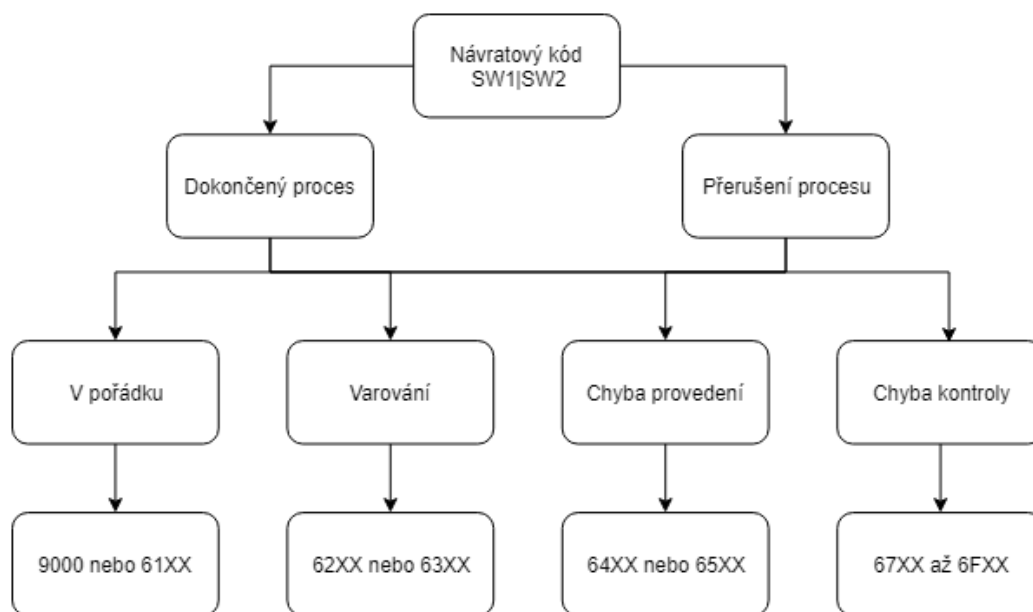 Návratový kód
SW1|SW2
Dokončený proces
Přerušení procesu
V pořádku
Varování
Chyba provedení
Chyba kontroly
9000 nebo 61XX
62XX nebo 63XX
64XX nebo 65XX
67XX až 6FXX